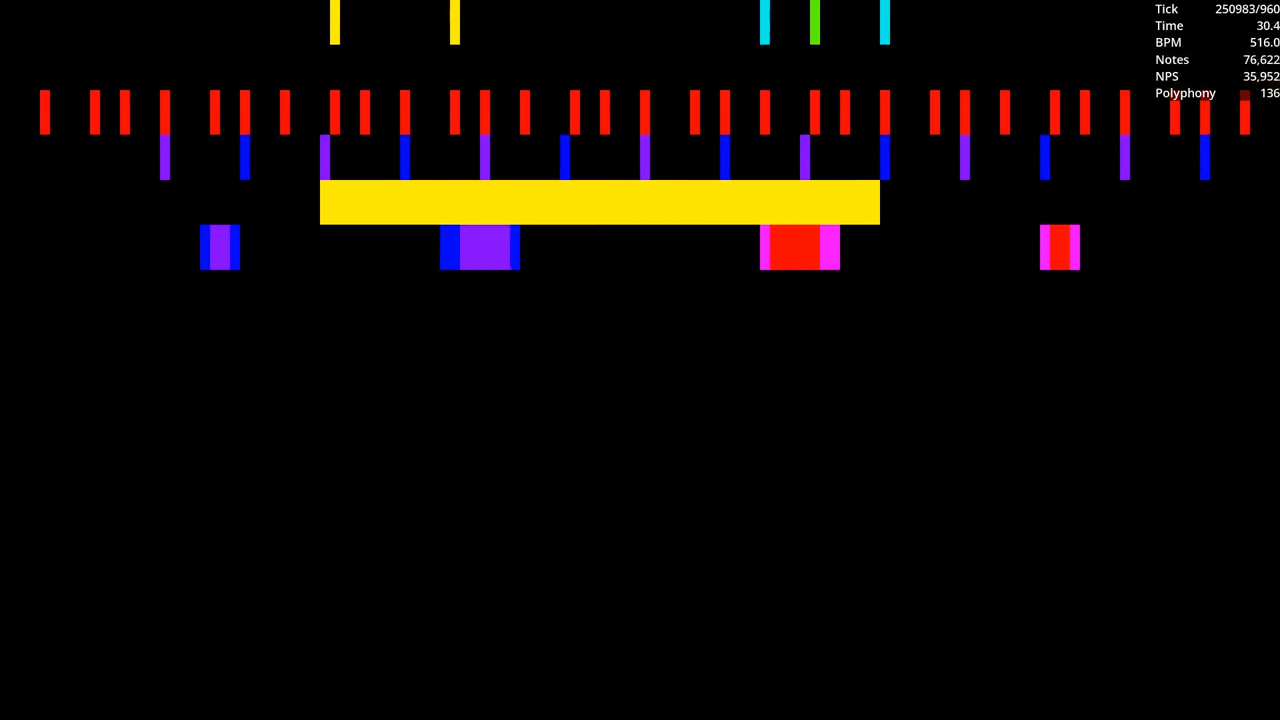 Tick 250983/960
Time 30.4
BPM 516.0
Notes 76,622
NPS 35,952
Polyphony 136